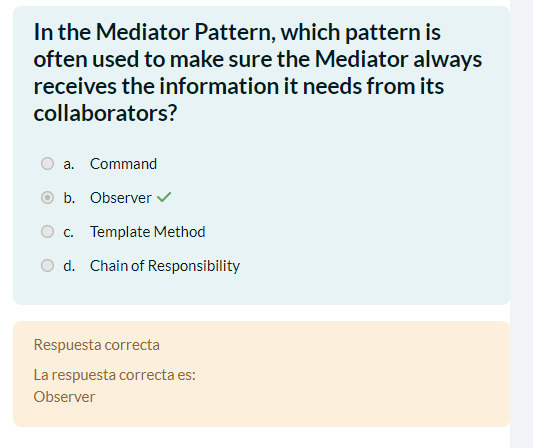 In the Mediator Pattern, which pattern is
often used to make sure the Mediator always
receives the information it needs from its
collaborators?
a. Command
b. Observer
c. Template Method
d. Chain of Responsibility
Respuesta correcta
La respuesta correcta es:
Observer